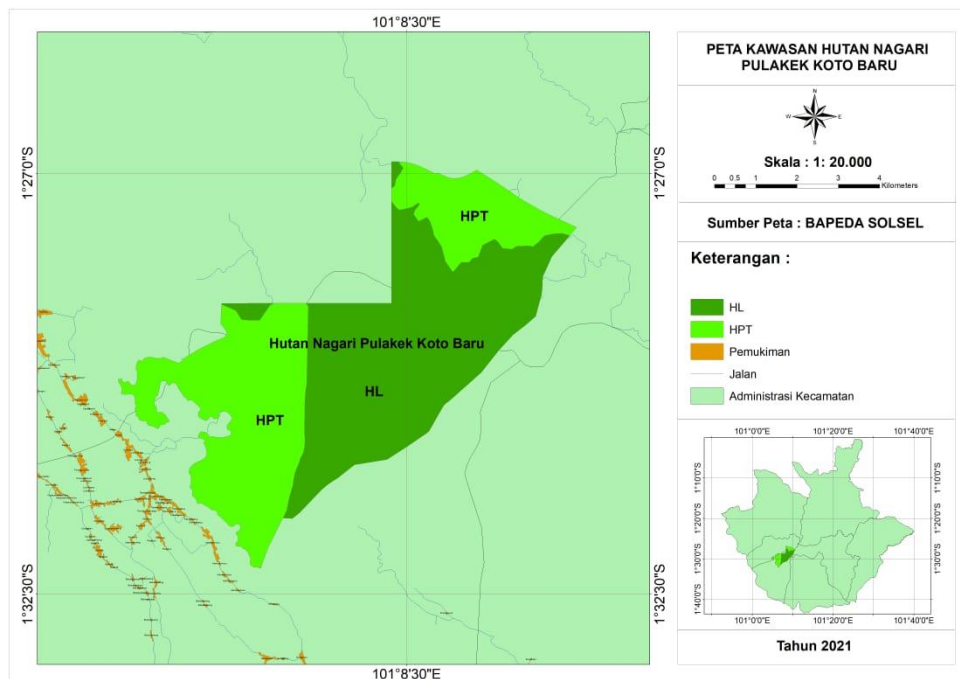 101°8'30"E
1°27'0"S
1°27'0"S
HPT
Hutan Nagari Pulakek Koto Baru
HL
HPT
1°32'30"S
1°32'30"S
101°8'30"E
PETA KAWASAN HUTAN NAGARI
PULAKEK KOTO BARU
N
W E
S
Skala : 1: 20.000
0 0.5 1 2 3 4
Kilometers
Sumber Peta : BAPEDA SOLSEL
Keterangan :
HL
HPT
Pemukiman
Jalan
Administrasi Kecamatan
101°0'0"E 101°20'0"E 101°40'0"E
1°10'0"S 1°10'0"S
1°20'0"S 1°20'0"S
1°30'0"S 1°30'0"S
1°40'0"S 1°40'0"S
101°0'0"E 101°20'0"E 101°40'0"E
Tahun 2021